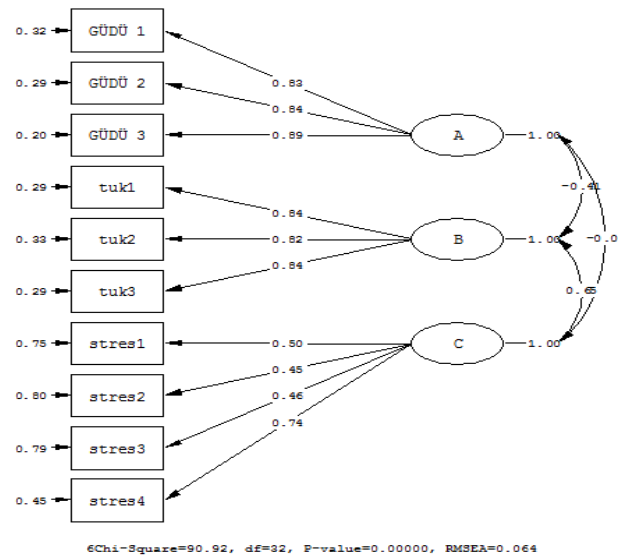 0.32 GÜDÜ 1
0.83
0.29 GÜDÜ 2
0.84
0.20 GÜDÜ 3
0.89
A 1.00
0.29 tuk1
0.84
-0.41
0.33 tuk2
0.82
B 1.00
-0.0
0.29 tuk3
0.84
0.65
0.75 stres1
0.50
C 1.00
0.80 stres2
0.45
0.46
0.79 stres3
0.74
0.45 stres4
6Chi-Square=90.92, df=32, P-value=0.00000, RMSEA=0.064